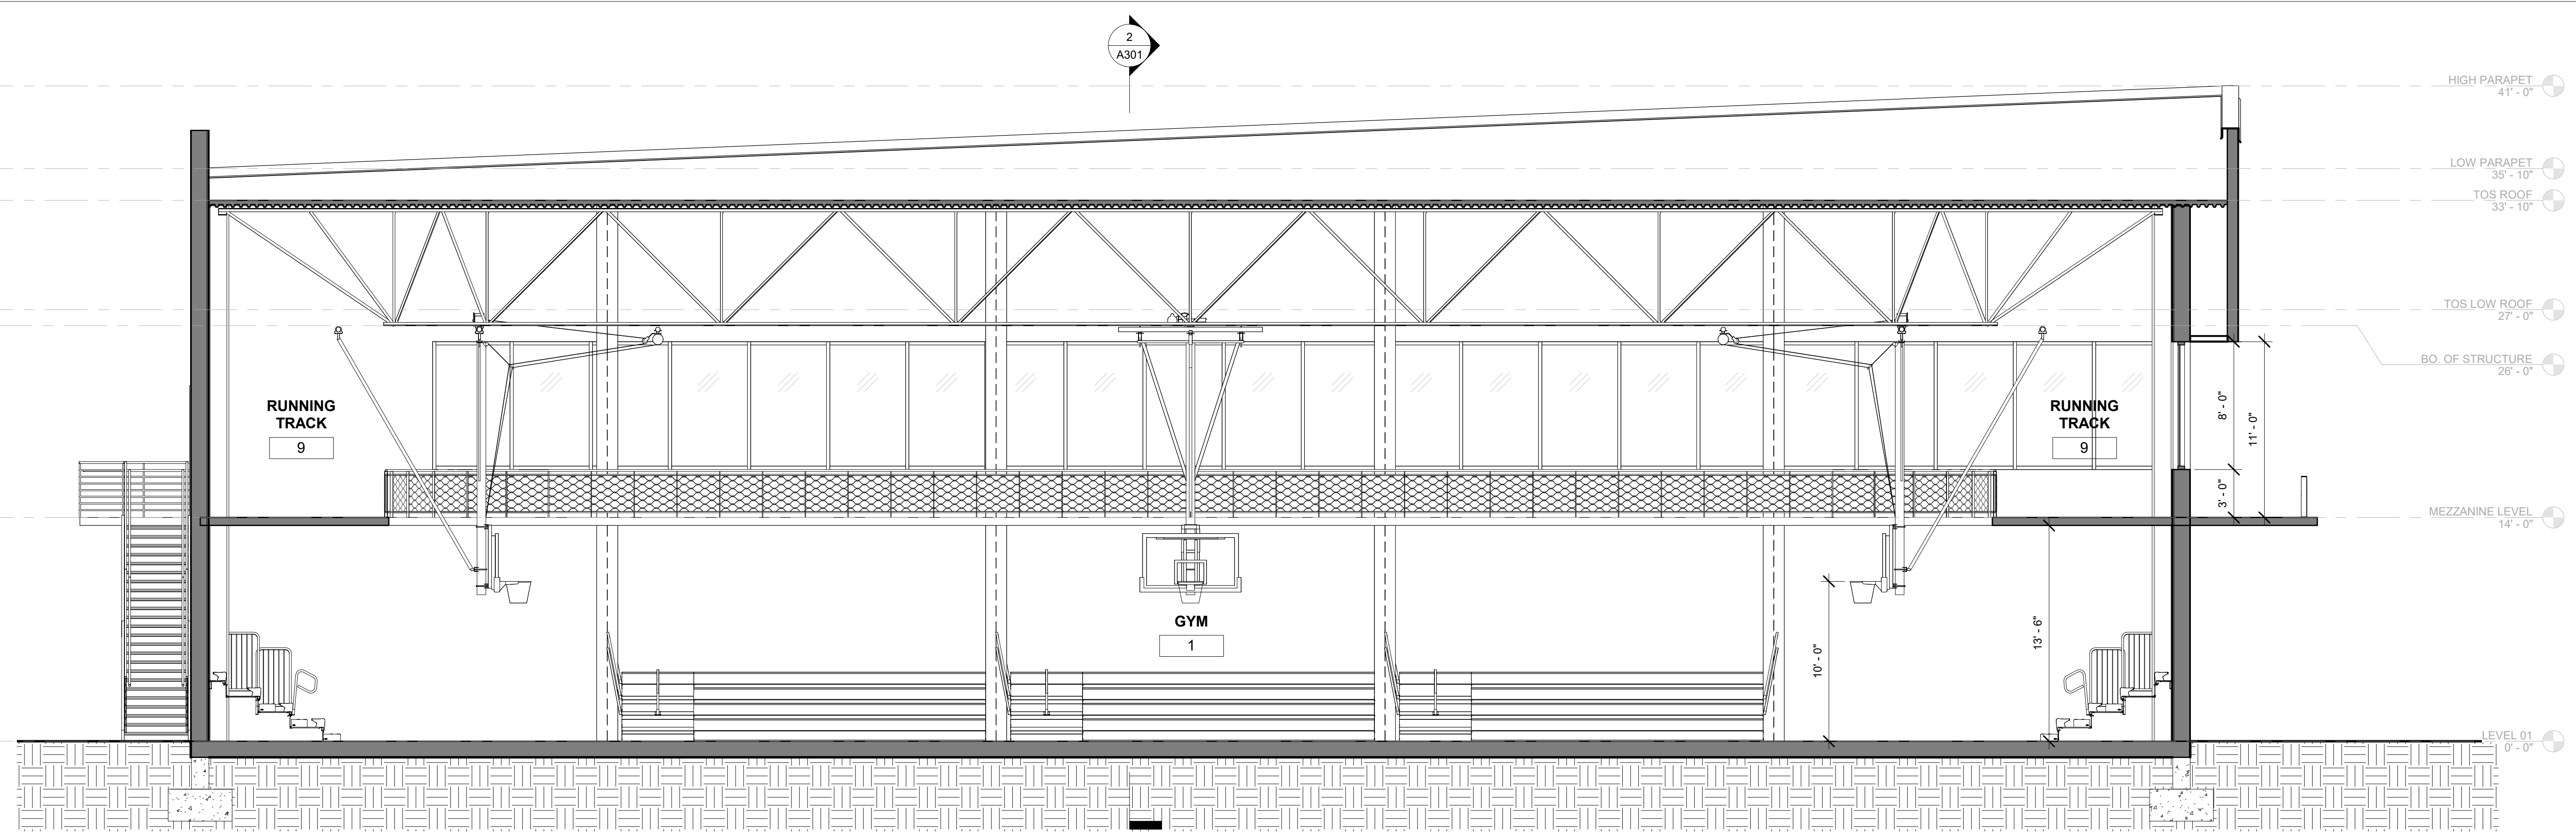 2
A301
HIGH PARAPET
41' - 0"
LOW PARAPET
35' - 10"
TOS ROOF
33' - 10"
TOS LOW ROOF
27' - 0"
BO. OF STRUCTURE
26' - 0"
RUNNING
TRACK
9
RUNNING
TRACK
9
8' - 0"
11' - 0"
3' - 0"
MEZZANINE LEVEL
14' - 0"
GYM
1
10' - 0"
13' - 6"
LEVEL 01
0' - 0"